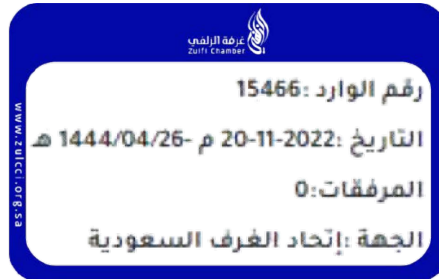 غرفة الزلفي
Zulfi Chamber
رقم الوارد :15466
التاريخ :2022-11-20 م -1444/04/26 هـ
المرفقات:0
الجهة :إتحاد الغرف السعودية
www.zulcci.org.sa